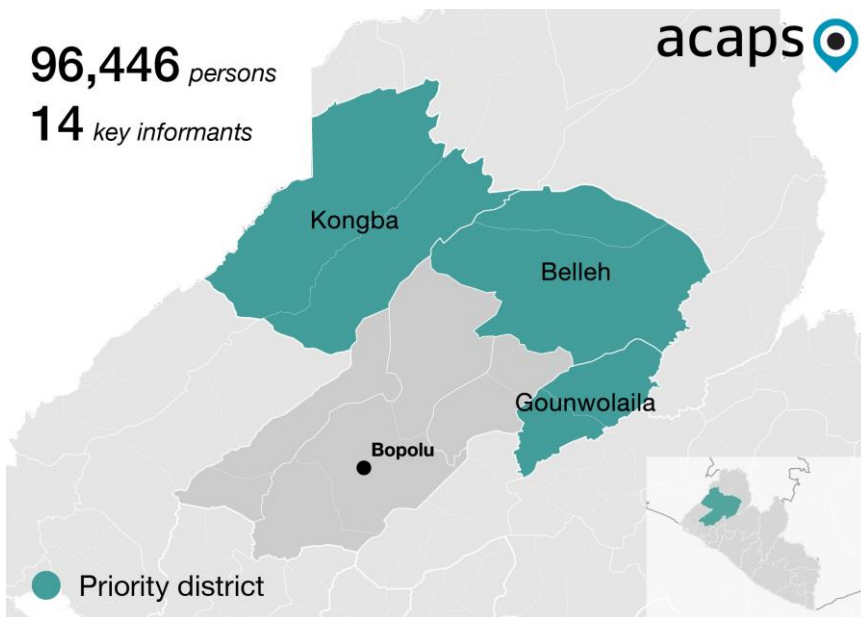 96,446 persons
14 key informants
acaps
Kongba
Belleh
Gounwolaila
Bopolu
Priority district